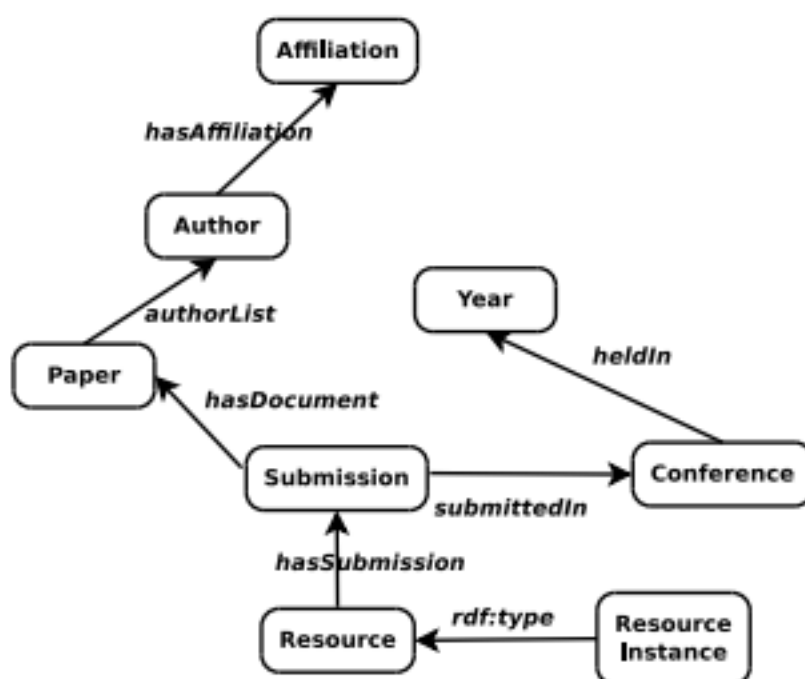 Affiliation
hasAffiliation
Author
authorList
Year
heldIn
Paper
hasDocument
Submission
submittedIn
Conference
hasSubmission
Resource
rdf:type
Resource
Instance